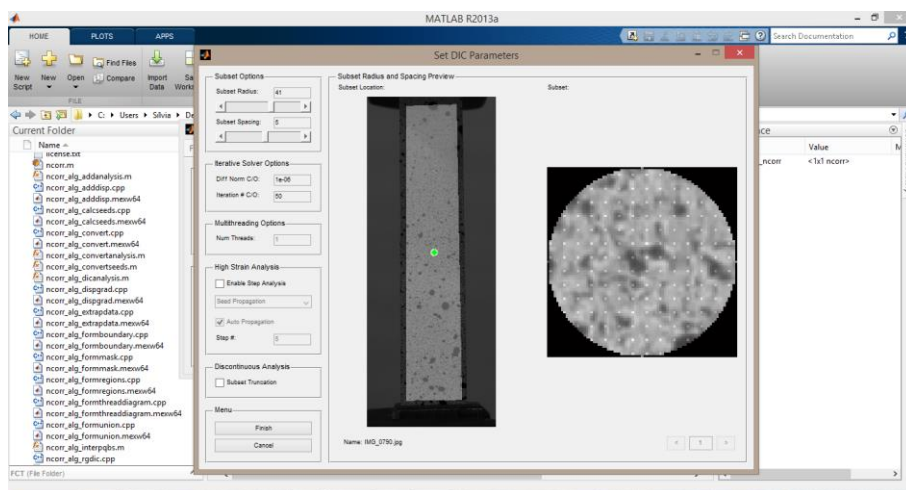 MATLAB R2013a
HOME PLOTS APPS
Search Documentation
New Script
New
Open
Find Files
Compare
Import Data
FILE
C: Users Silvia
Current Folder
Name
license.txt
ncorr.m
ncorr_alg_addanalysis.m
ncorr_alg_adddisp.cpp
ncorr_alg_adddisp.mexw64
ncorr_alg_calcseeds.cpp
ncorr_alg_calcseeds.mexw64
ncorr_alg_convert.cpp
ncorr_alg_convert.mexw64
ncorr_alg_convertanalysis.m
ncorr_alg_convertseeds.m
ncorr_alg_dicanalysis.m
ncorr_alg_dispgrad.cpp
ncorr_alg_dispgrad.mexw64
ncorr_alg_extrapdata.cpp
ncorr_alg_extrapdata.mexw64
ncorr_alg_formboundary.cpp
ncorr_alg_formboundary.mexw64
ncorr_alg_formmask.cpp
ncorr_alg_formmask.mexw64
ncorr_alg_formregions.cpp
ncorr_alg_formregions.mexw64
ncorr_alg_formthreaddiagram.cpp
ncorr_alg_formthreaddiagram.mexw64
ncorr_alg_formunion.cpp
ncorr_alg_formunion.mexw64
ncorr_alg_interpqbs.m
ncorr_alg_rgdic.cpp
FCT (File Folder)
Set DIC Parameters
Subset Options
Subset Radius: 41
Subset Spacing:
Iterative Solver Options
Diff Norm C/O: 1e-06
Iteration # C/O: 50
Multithreading Options
Num Threads: 1
High Strain Analysis
Enable Step Analysis
Seed Propagation
Auto Propagation
Step #: 5
Discontinuous Analysis
Subset Truncation
Menu
Finish
Cancel
Subset Radius and Spacing Preview
Subset Location:
Subset:
Name: IMG_0790.jpg
1
ce
Value
_ncorr <1x1 ncorr>